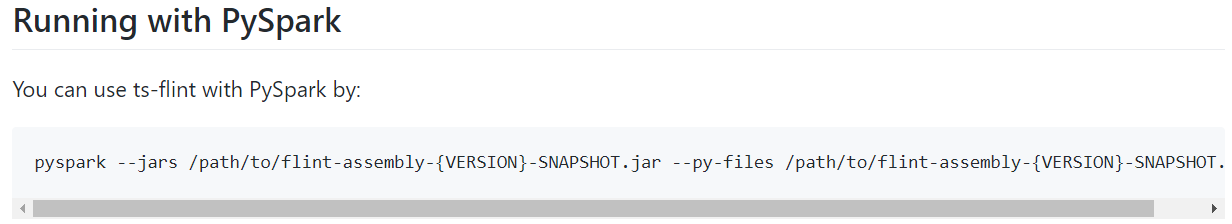 Running with PySpark
You can use ts-flint with PySpark by:
pyspark --jars /path/to/flint-assembly-{VERSION}-SNAPSHOT.jar --py-files /path/to/flint-assembly-{VERSION}-SNAPSHOT.